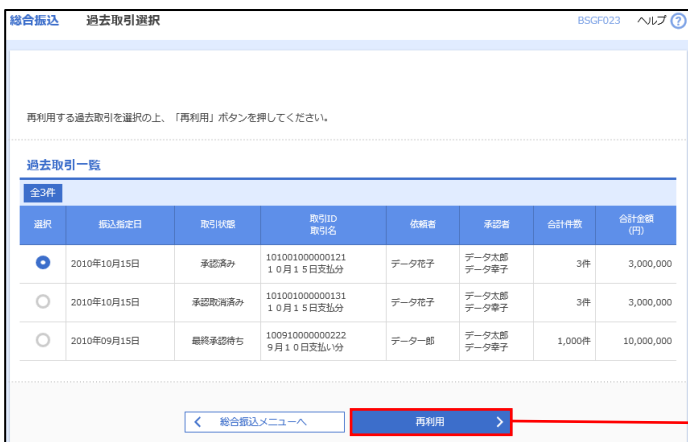 総合振込 過去取引選択 BSGF023 ヘルプ ?
再利用する過去取引を選択の上、「再利用」ボタンを押してください。
過去取引一覧
全3件
選択 振込指定日 取引状態 取引ID 取引名 依頼者 承認者 合計件数 合計金額 (円)
2010年10月15日 承認済み 101001000000121 データ花子 データ太郎 3件 3,000,000
10月15日支払分 データ幸子
2010年10月15日 承認取消済み 101001000000131 データ花子 データ太郎 3件 3,000,000
10月15日支払分 データ幸子
2010年09月15日 最終承認待ち 100910000000222 データ一郎 データ太郎 1,000件 10,000,000
9月10日支払い分 データ幸子
総合振込メニューへ 再利用